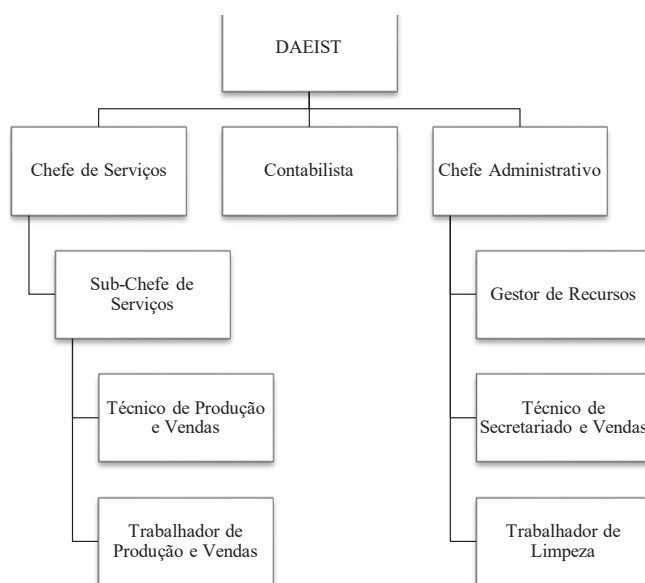 DAEIST
Chefe de Serviços
Contabilista
Chefe Administrativo
Sub-Chefe de
Serviços
Gestor de Recursos
Técnico de Produção
e Vendas
Técnico de
Secretariado e Vendas
Trabalhador de
Produção e Vendas
Trabalhador de
Limpeza